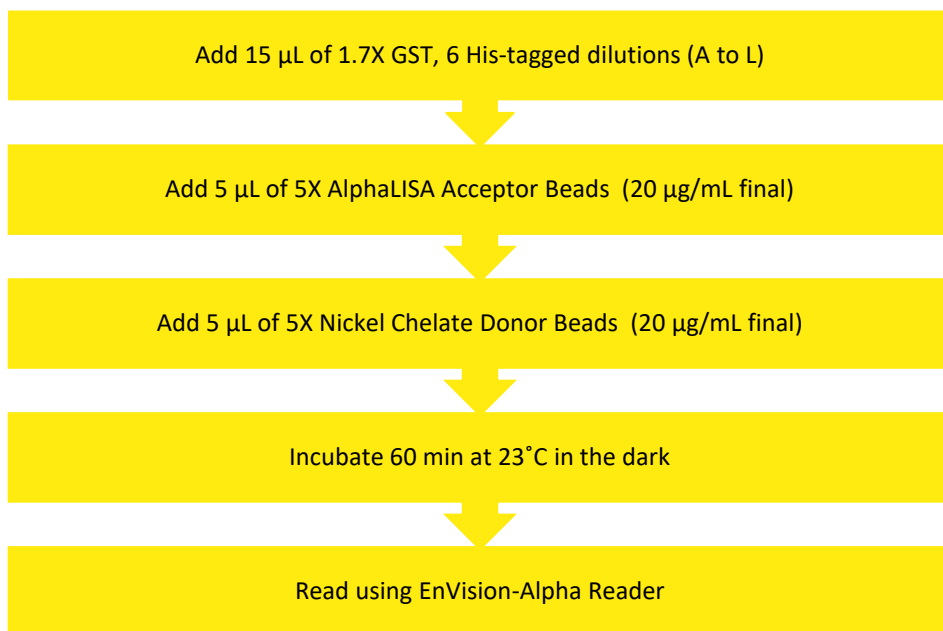 Add 15 µL of 1.7X GST, 6 His-tagged dilutions (A to L)
Add 5 µL of 5X AlphaLISA Acceptor Beads  (20 µg/mL final)
Add 5 µL of 5X Nickel Chelate Donor Beads  (20 µg/mL final)
Incubate 60 min at 23˚C in the dark
Read using EnVision-Alpha Reader